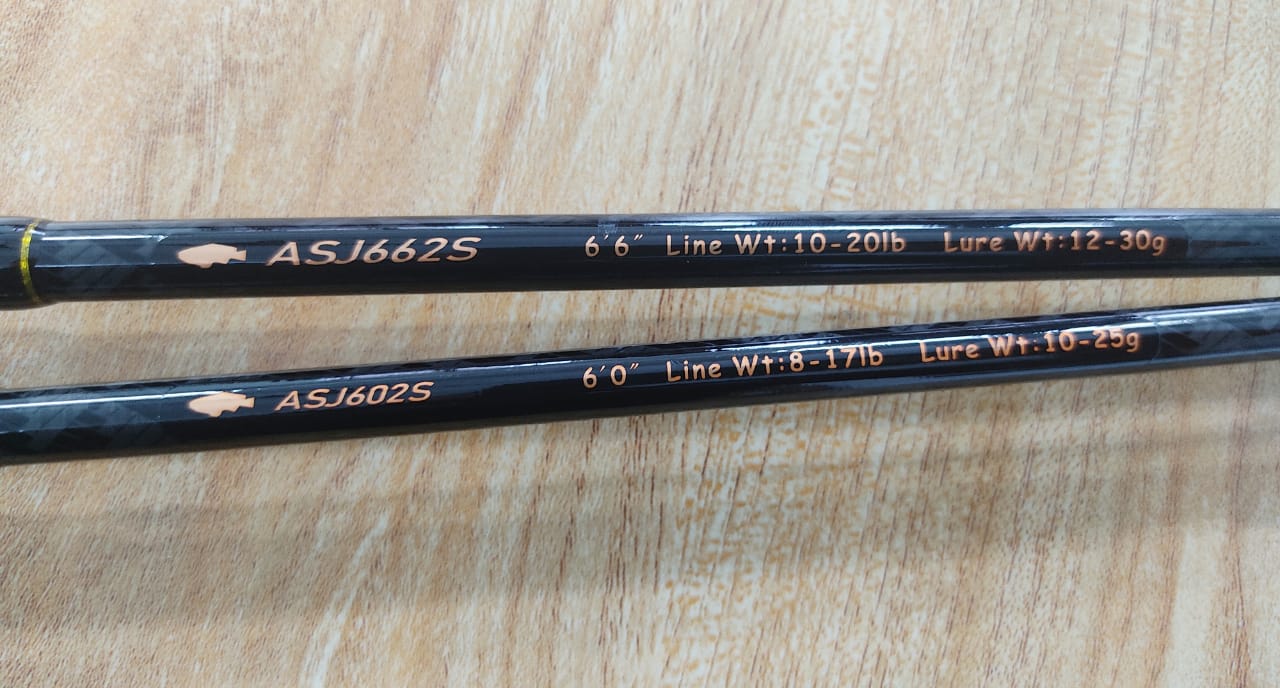 ASJ662S 6'6" Line Wt:10-20lb Lure Wt:12-30g
ASJ602S 6'0" Line Wt:8-17lb Lure Wt:10-25g